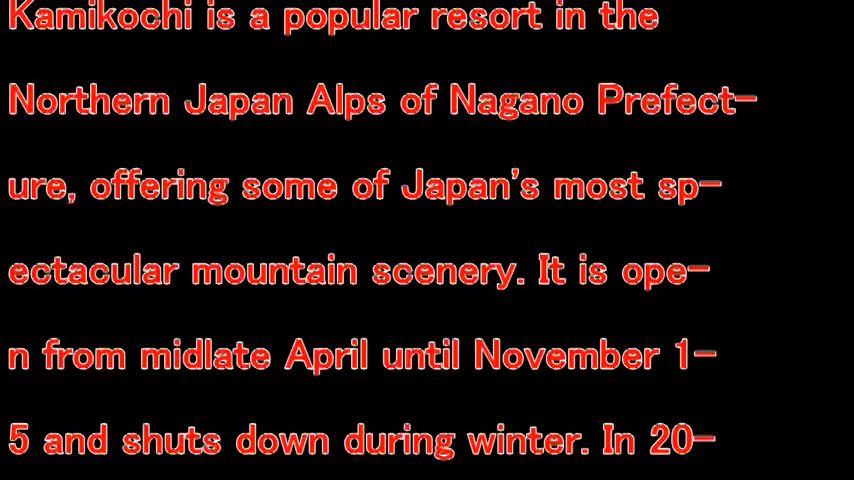 Kamikochi is a popular resort in the
Northern Japan Alps of Nagano Prefect-
ure, offering some of Japan's most sp-
ectacular mountain scenery. It is ope-
n from midlate April until November 1-
5 and shuts down during winter. In 20-